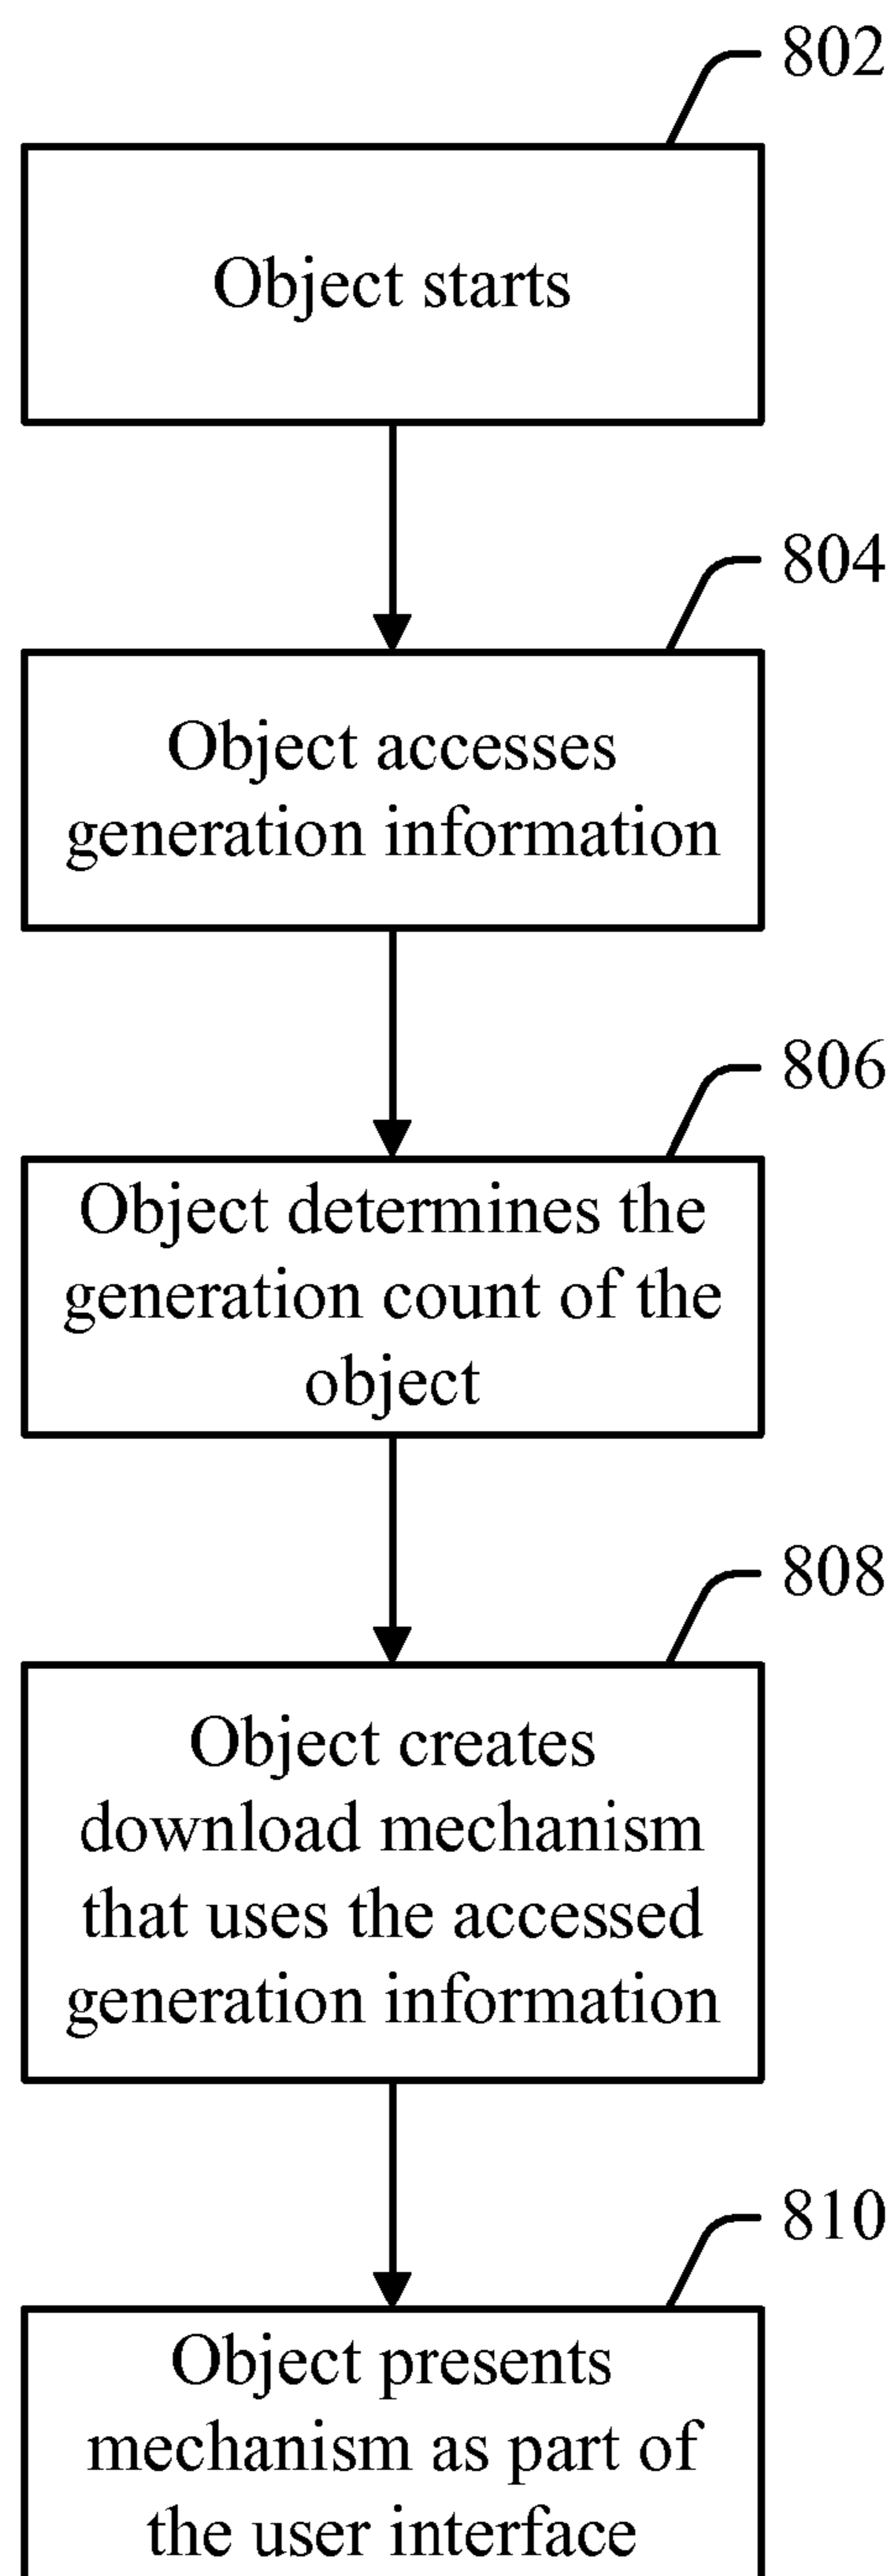 802
Object starts
804
Object accesses
generation information
806
Object determines the
generation count of the
object
808
Object creates
download mechanism
that uses the accessed
generation information
810
Object presents
mechanism as part of
the user interface